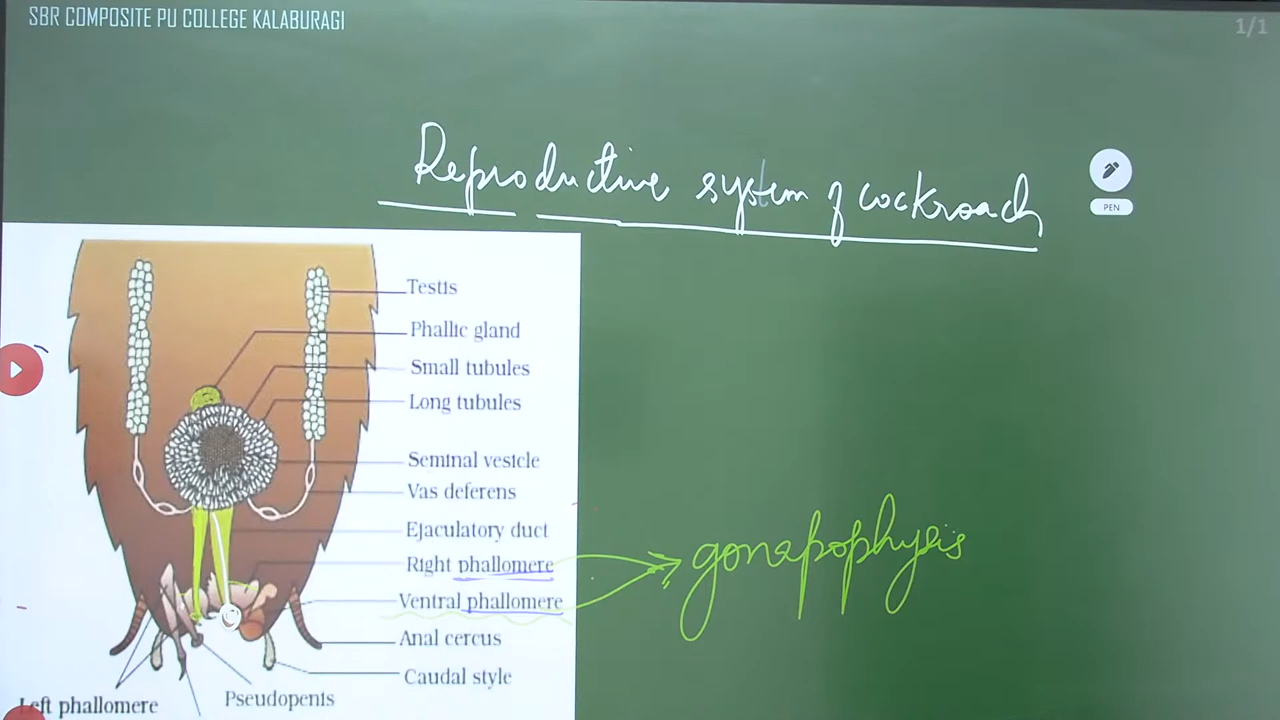 SBR COMPOSITE PU COLLEGE KALABURAGI
1/1
Reproductive system of cockroach
PEN
Testis
Phallic gland
Small tubules
Long tubules
Seminal vesicle
Vas deferens
Ejaculatory duct
Right phallomere
gonapophysis
Ventral phallomere
Anal cercus
Caudal style
Left phallomere
Pseudopenis